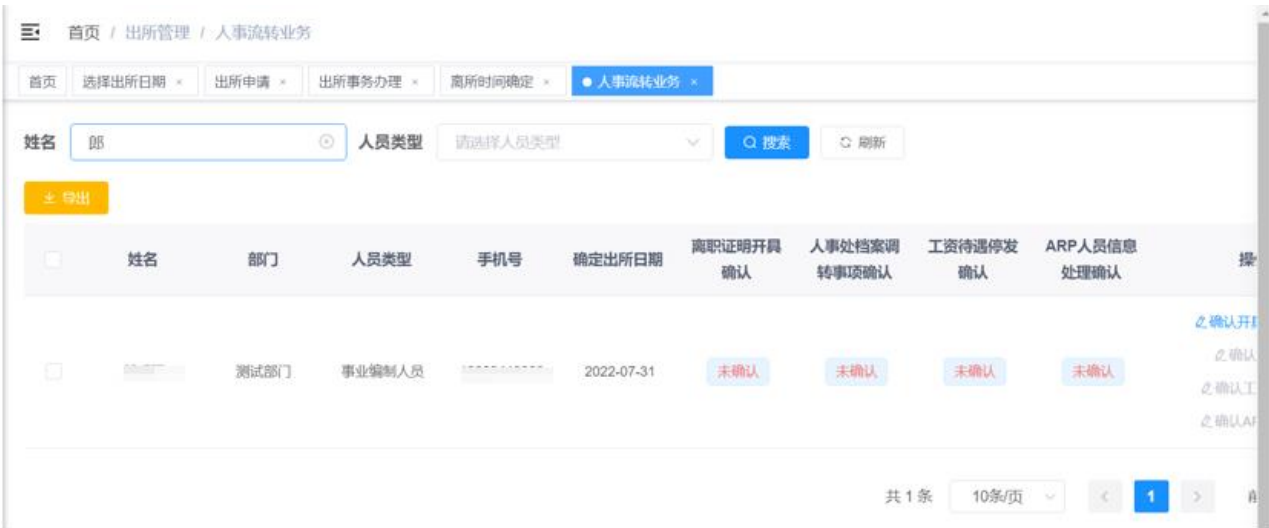 首页 / 出所管理 / 人事流转业务
首页 选择出所日期 × 出所申请 × 出所事务办理 × 离所时间确定 × 人事流转业务 ×
姓名 郎 人员类型 请选择人员类型 搜索 刷新
导出
姓名 部门 人员类型 手机号 确定出所日期 离职证明开具确认 人事处档案调转事项确认 工资待遇停发确认 ARP人员信息处理确认 操
测试部门 事业编制人员 2022-07-31 未确认 未确认 未确认 未确认
确认开具
确认
确认工
确认AR
共 1 条 10条/页 < 1 > 前